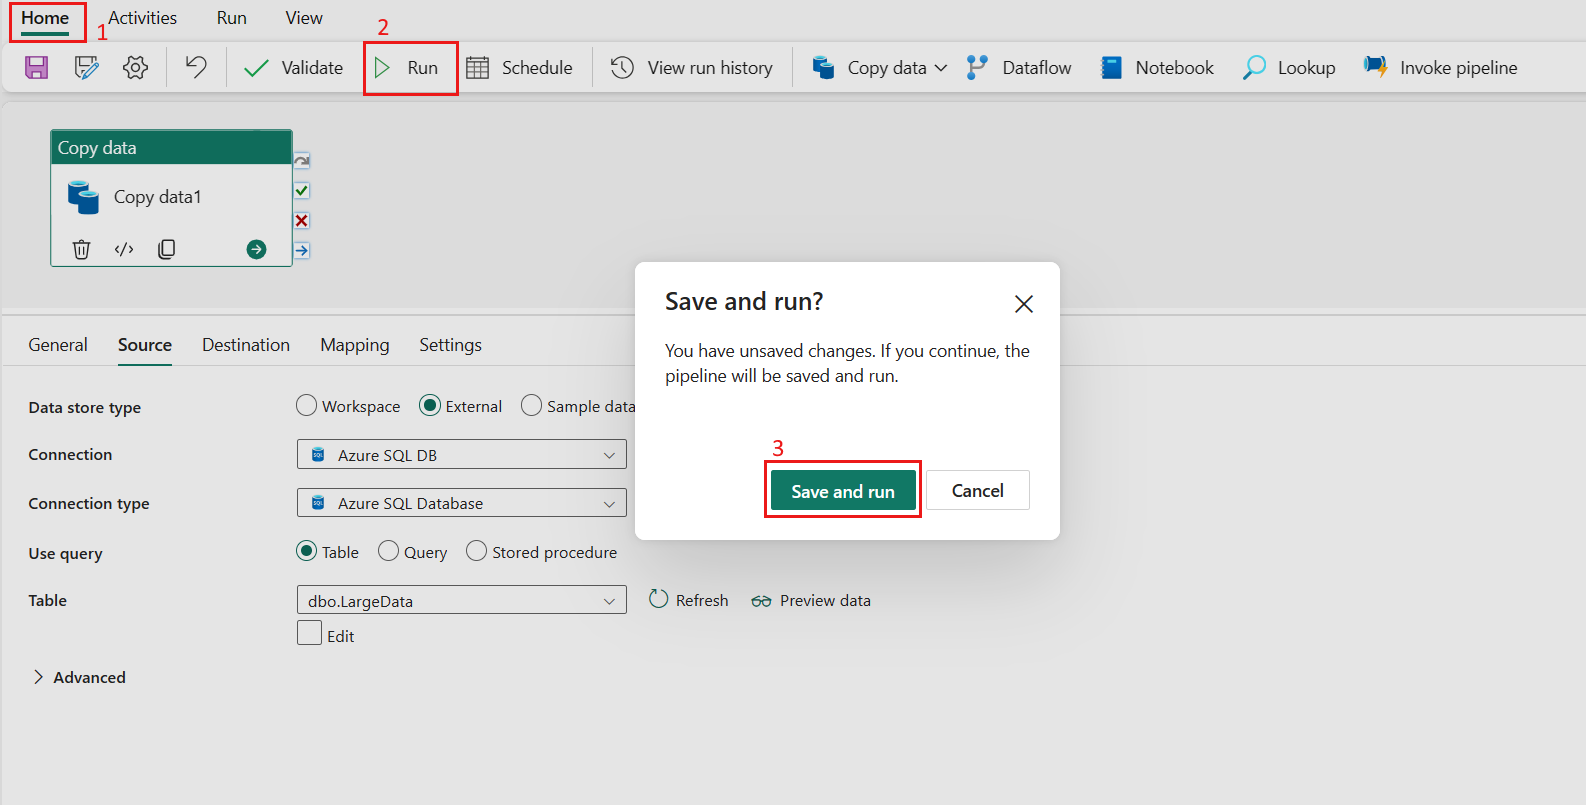 Home 1 Activities Run View
2
Validate Run Schedule View run history Copy data Dataflow Notebook Lookup Invoke pipeline
Copy data
Copy data1
Save and run?
You have unsaved changes. If you continue, the
pipeline will be saved and run.
3
Save and run Cancel
General Source Destination Mapping Settings
Data store type Workspace External Sample data
Connection SQL Azure SQL DB
Connection type SQL Azure SQL Database
Use query Table Query Stored procedure
Table dbo.LargeData Refresh Preview data
Edit
Advanced